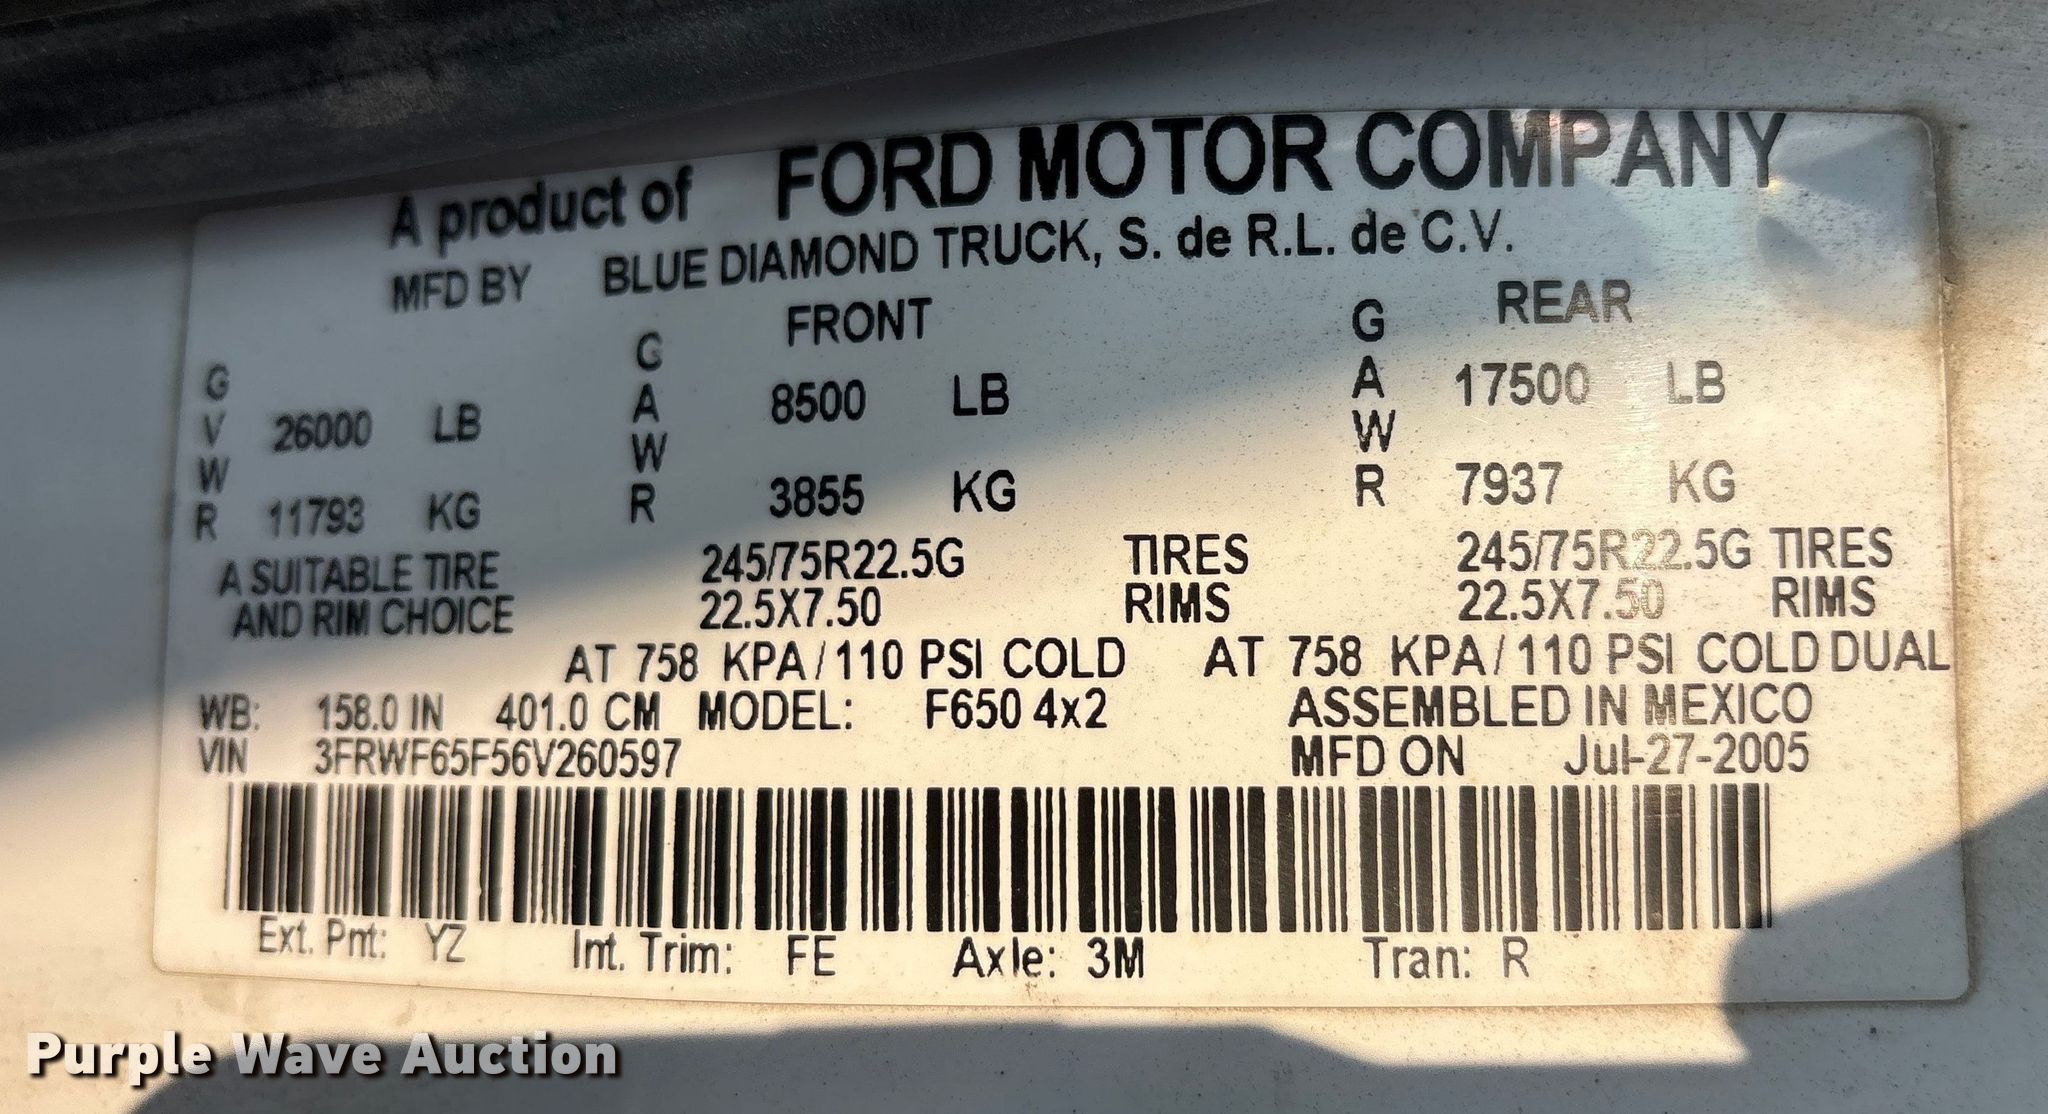 A product of FORD MOTOR COMPANY
MFD BY BLUE DIAMOND TRUCK, S. de R.L. de C.V.
FRONT REAR
GVWR 26000 LB GAWR 8500 LB GAWR 17500 LB
11793 KG 3855 KG 7937 KG
A SUITABLE TIRE 245/75R22.5G TIRES 245/75R22.5G TIRES
AND RIM CHOICE 22.5X7.50 RIMS 22.5X7.50 RIMS
AT 758 KPA/110 PSI COLD AT 758 KPA/110 PSI COLD DUAL
WB: 158.0 IN 401.0 CM MODEL: F650 4x2 ASSEMBLED IN MEXICO
VIN 3FRWF65F56V260597 MFD ON Jul-27-2005
Ext. Pnt: YZ Int. Trim: FE Axle: 3M Tran: R
Purple Wave Auction